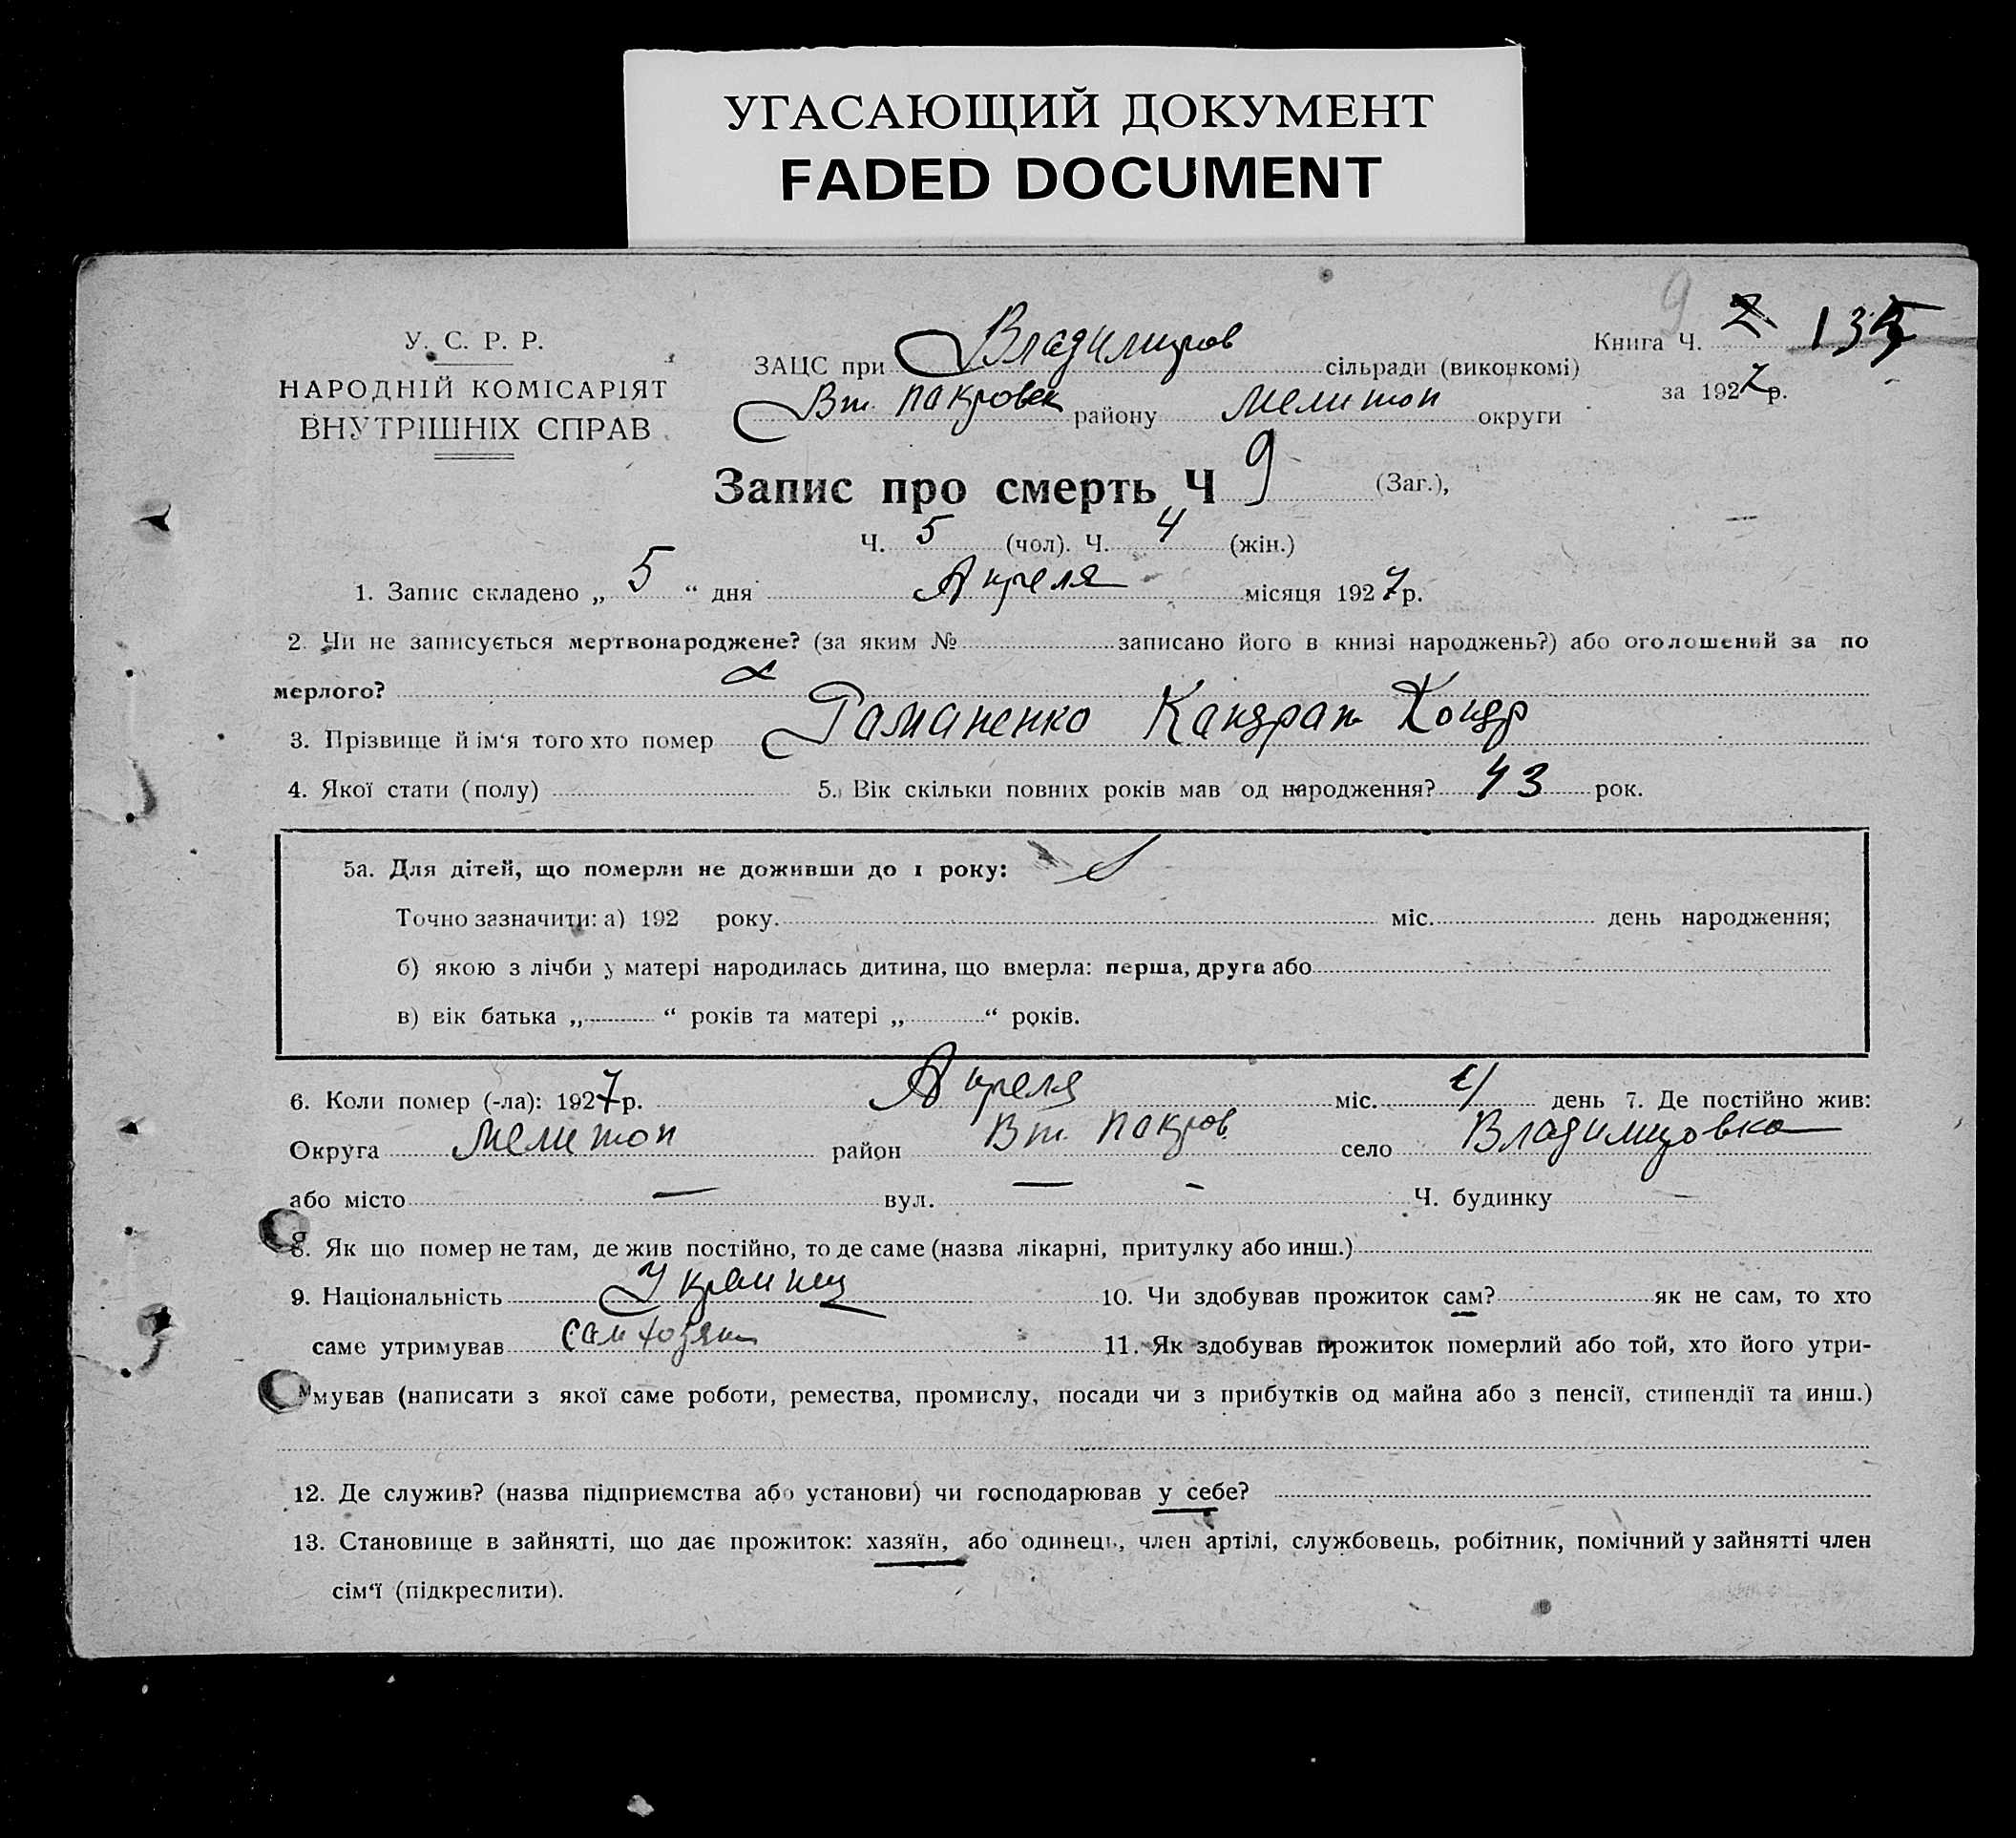 УГАСАЮЩИЙ ДОКУМЕНТ
FADED DOCUMENT
У. С. Р. Р.
НАРОДНІЙ КОМІСАРІЯТ
ВНУТРІШНІХ СПРАВ
ЗАЦС при Владимиров сільради (виконкомі)
Вт. пакровск району Мелитоп округи
9
Книга Ч. 135
за 1927 р.
Запис про смерть Ч 9 (Заг.),
Ч. 5 (чол). Ч. 4 (жін.)
1. Запис складено „ 5 “ дня Апреля місяця 1927 р.
2. Чи не записується мертвонароджене? (за яким № записано його в книзі народжень?) або оголошений за по
мерлого?
3. Прізвище й ім‘я того хто помер Раманенко Кандрат Кондр
4. Якої стати (полу) 5. Вік скільки повних років мав од народження? 43 рок.
5а. Для дітей, що померли не доживши до 1 року:
Точно зазначити: а) 192 року. міс. день народження;
б) якою з лічби у матері народилась дитина, що вмерла: перша, друга або
в) вік батька „ “ років та матері „ “ років.
6. Коли помер (-ла): 1927 р. Апреля міс. 4 день 7. Де постійно жив:
Округа Мелитоп район Вт. пакров село Владимировка
або місто — вул. — - Ч. будинку —
8. Як що помер не там, де жив постійно, то де саме (назва лікарні, притулку або инш.)
9. Національність Украинец 10. Чи здобував прожиток сам? як не сам, то хто
саме утримував сам хозяин 11. Як здобував прожиток померлий або той, хто його утри-
мував (написати з якої саме роботи, ремества, промислу, посади чи з прибутків од майна або з пенсії, стипендії та инш.)
12. Де служив? (назва підприємства або установи) чи господарював у себе?
13. Становище в зайнятті, що дає прожиток: хазяїн, або одинець, член артілі, службовець, робітник, помічний у зайнятті член
сім‘ї (підкреслити).